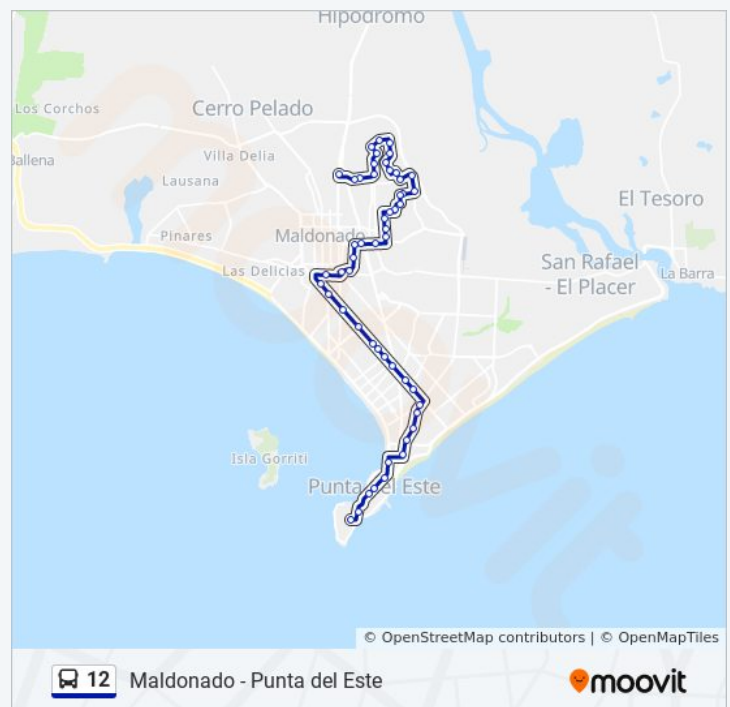 Hipódromo
Los Corchos
Cerro Pelado
Ballena
Villa Delia
Lausana
El Tesoro
Pinares
Maldonado
Las Delicias
San Rafael
- El Placer
La Barra
Isla Gorriti
Punta del Este
© OpenStreetMap contributors | © OpenMapTiles
12 Maldonado - Punta del Este
moovit